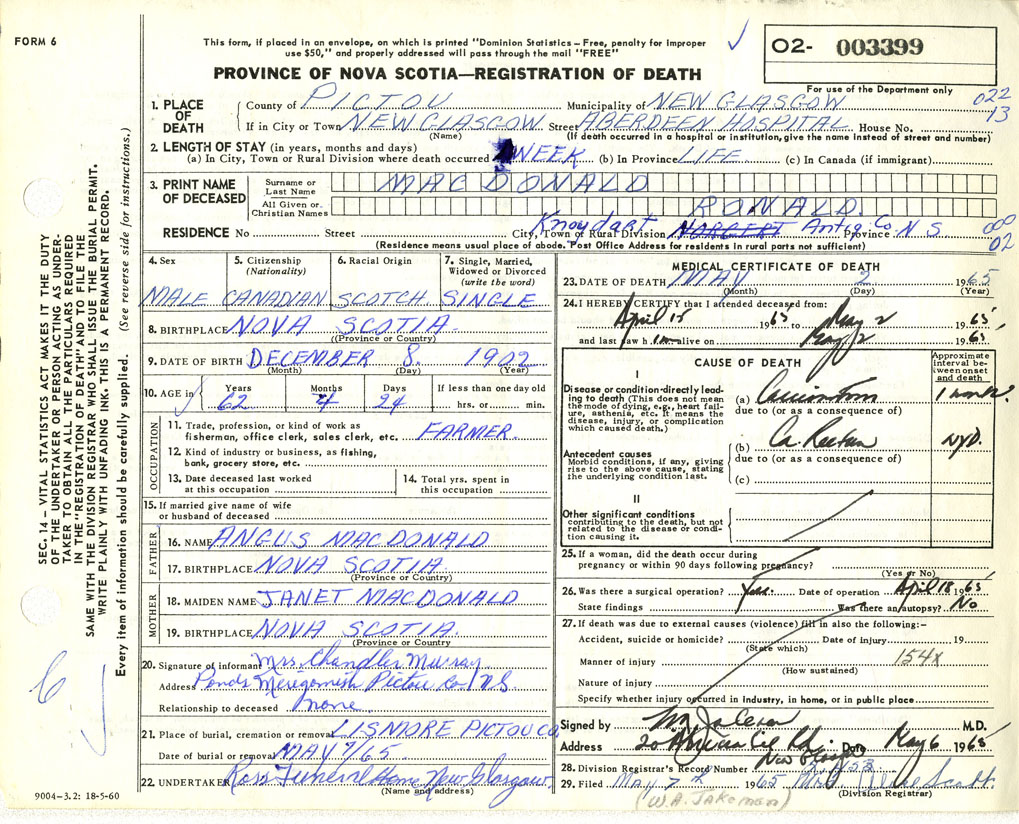 FORM 6
This form, if placed in an envelope, on which is printed "Dominion Statistics – Free, penalty for improper
use $50," and properly addressed will pass through the mail "FREE"
O2- 003399
PROVINCE OF NOVA SCOTIA—REGISTRATION OF DEATH
For use of the Department only
022
13
1. PLACE OF DEATH
County of PICTOU Municipality of NEW GLASGOW
If in City or Town NEW GLASGOW Street ABERDEEN HOSPITAL House No.
(Name) (If death occurred in a hospital or institution, give the name instead of street and number)
2. LENGTH OF STAY (in years, months and days)
(a) In City, Town or Rural Division where death occurred WEEK (b) In Province LIFE (c) In Canada (if immigrant)
3. PRINT NAME OF DECEASED
Surname or Last Name MACDONALD
All Given or Christian Names RONALD
RESIDENCE No Street City, Town or Rural Division Knoydart Antig. Co Province N S
(Residence means usual place of abode. Post Office Address for residents in rural parts not sufficient)
02
SEC. 14 – VITAL STATISTICS ACT MAKES IT THE DUTY
OF THE UNDERTAKER OR PERSON ACTING AS UNDER-
TAKER TO OBTAIN ALL THE PARTICULARS REQUIRED
IN THE "REGISTRATION OF DEATH" AND TO FILE THE
SAME WITH THE DIVISION REGISTRAR WHO SHALL ISSUE THE BURIAL PERMIT.
WRITE PLAINLY WITH UNFADING INK. THIS IS A PERMANENT RECORD.
Every item of information should be carefully supplied. (See reverse side for instructions.)
4. Sex 5. Citizenship (Nationality) 6. Racial Origin 7. Single, Married, Widowed or Divorced (write the word)
MALE CANADIAN SCOTCH SINGLE
8. BIRTHPLACE NOVA SCOTIA
(Province or Country)
9. DATE OF BIRTH DECEMBER 8 1902
(Month) (Day) (Year)
10. AGE in Years Months Days If less than one day old
62 4 24 hrs. or min.
OCCUPATION
11. Trade, profession, or kind of work as
fisherman, office clerk, sales clerk, etc. FARMER
12. Kind of industry or business, as fishing,
bank, grocery store, etc.
13. Date deceased last worked
at this occupation
14. Total yrs. spent in
this occupation
15. If married give name of wife
or husband of deceased
FATHER
16. NAME ANGUS MACDONALD
17. BIRTHPLACE NOVA SCOTIA
(Province or Country)
MOTHER
18. MAIDEN NAME JANET MACDONALD
19. BIRTHPLACE NOVA SCOTIA
(Province or Country)
20. Signature of informant Mrs. Chandler Murray
Address Ponds Merigomish Pictou Co. N S
Relationship to deceased none
21. Place of burial, cremation or removal LISMORE PICTOU CO
Date of burial or removal MAY 7/65
22. UNDERTAKER Ross Funeral Home New Glasgow
(Name and address)
9004-3.2: 18-5-60
MEDICAL CERTIFICATE OF DEATH
23. DATE OF DEATH MAY 2 1965
(Month) (Day) (Year)
24. I HEREBY CERTIFY that I attended deceased from:
April 15 1965 to May 2 1965
and last saw h im alive on May 2 1965
CAUSE OF DEATH
Approximate interval between onset and death
I
Disease or condition directly lead-
ing to death (This does not mean
the mode of dying, e.g., heart fail-
ure, asthenia, etc. It means the
disease, injury, or complication
which caused death.)
(a)
due to (or as a consequence of)
(b) Ca. Rectum
due to (or as a consequence of)
(c)
Antecedent causes
Morbid conditions, if any, giving
rise to the above cause, stating
the underlying condition last.
II
Other significant conditions
contributing to the death, but not
related to the disease or condi-
tion causing it.
25. If a woman, did the death occur during
pregnancy or within 90 days following pregnancy?
(Yes or No)
26. Was there a surgical operation? Yes. Date of operation April 18 1965
State findings Was there an autopsy? No
27. If death was due to external causes (violence) fill in also the following:-
Accident, suicide or homicide? Date of injury 19
(State which)
Manner of injury 154X
(How sustained)
Nature of injury
Specify whether injury occurred in industry, in home, or in public place
Signed by M.D.
Address Date May 6 1965
28. Division Registrar's Record Number
29. Filed May 7 1965 Scott
(Division Registrar)